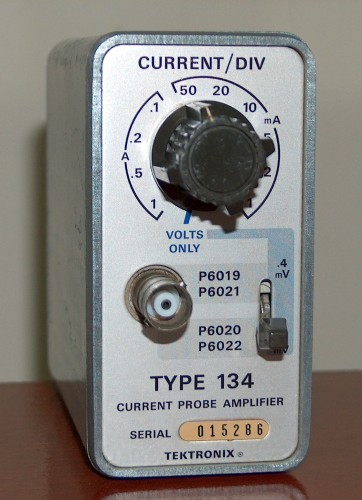 CURRENT/DIV
.1 50 20 10
mA
.2
A
.5 2
1 1
VOLTS
ONLY
.4
mV
P6019
P6021
P6020
P6022
mV
TYPE 134
CURRENT PROBE AMPLIFIER
SERIAL 015286
TEKTRONIX ®